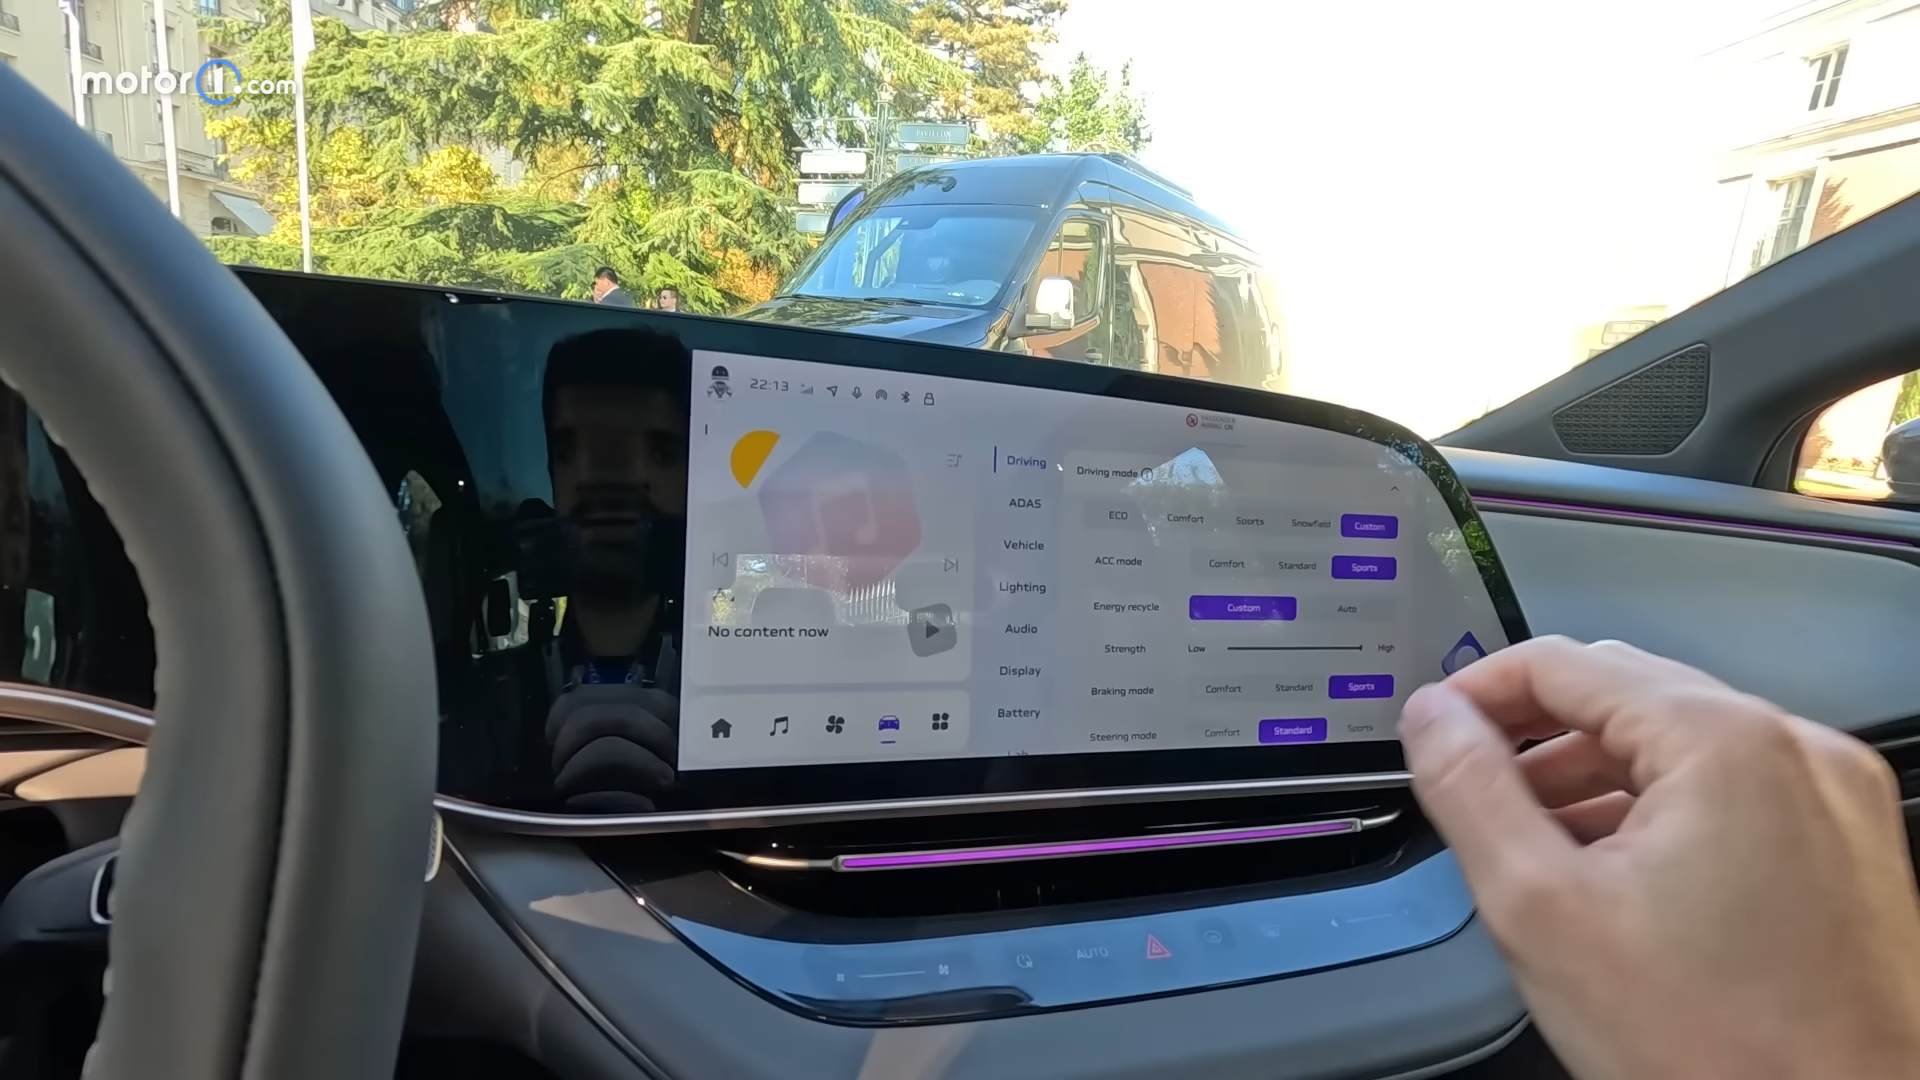 motor1.com
PAVILLON
22:13
No content now
Driving
ADAS
Vehicle
Lighting
Audio
Display
Battery
Lab
Driving mode
ECO Comfort Sports Snowfield Custom
ACC mode Comfort Standard Sports
Energy recycle Custom Auto
Strength Low High
Braking mode Comfort Standard Sports
Steering mode Comfort Standard Sports
AUTO